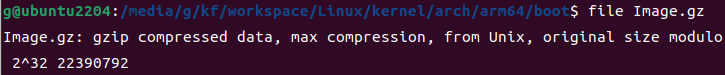 g@ubuntu2204:/media/g/kf/workspace/Linux/kernel/arch/arm64/boot$ file Image.gz
Image.gz: gzip compressed data, max compression, from Unix, original size modulo
 2^32 22390792